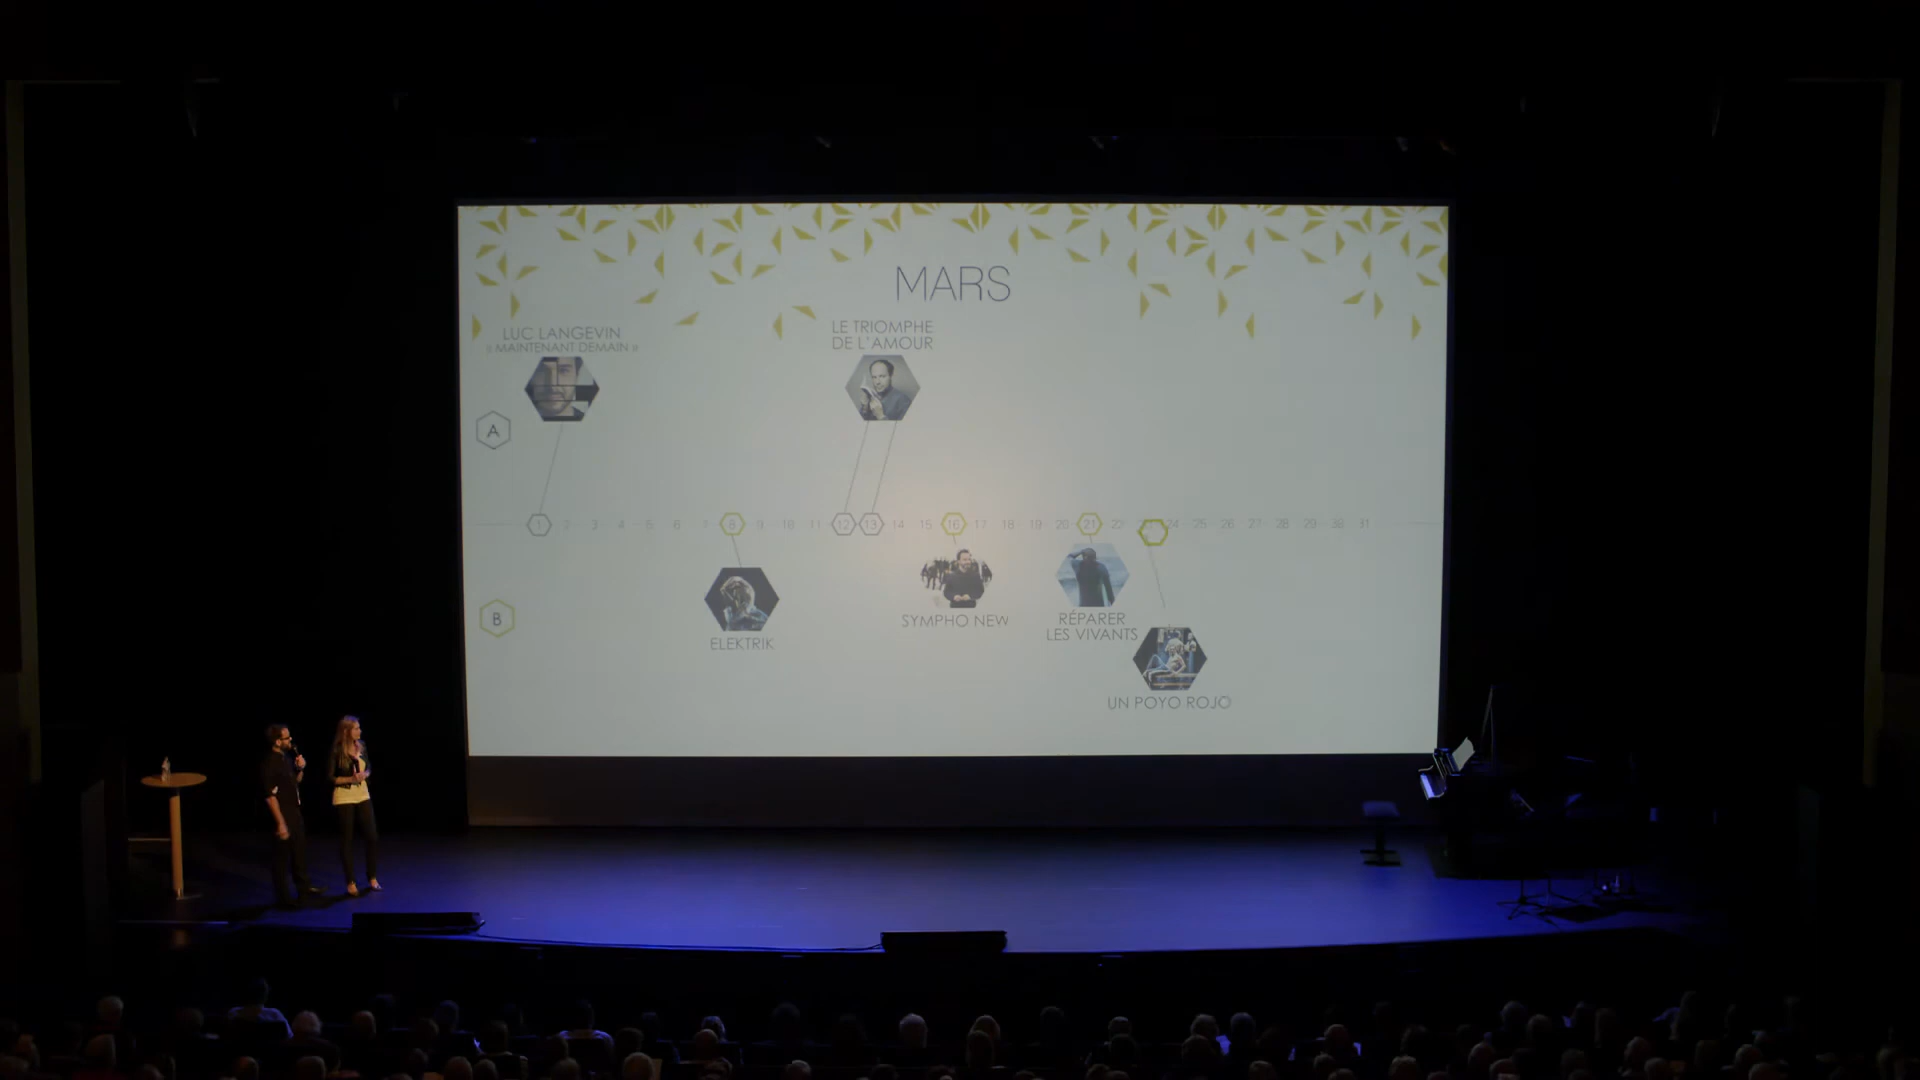 MARS
LUC LANGEVIN
« MAINTENANT DEMAIN »
LE TRIOMPHE
DE L'AMOUR
A
1 2 3 4 5 6 7 8 9 10 11 12 13 14 15 16 17 18 19 20 21 22 23 24 25 26 27 28 29 30 31
B
ELEKTRIK
SYMPHO NEW
RÉPARER
LES VIVANTS
UN POYO ROJO